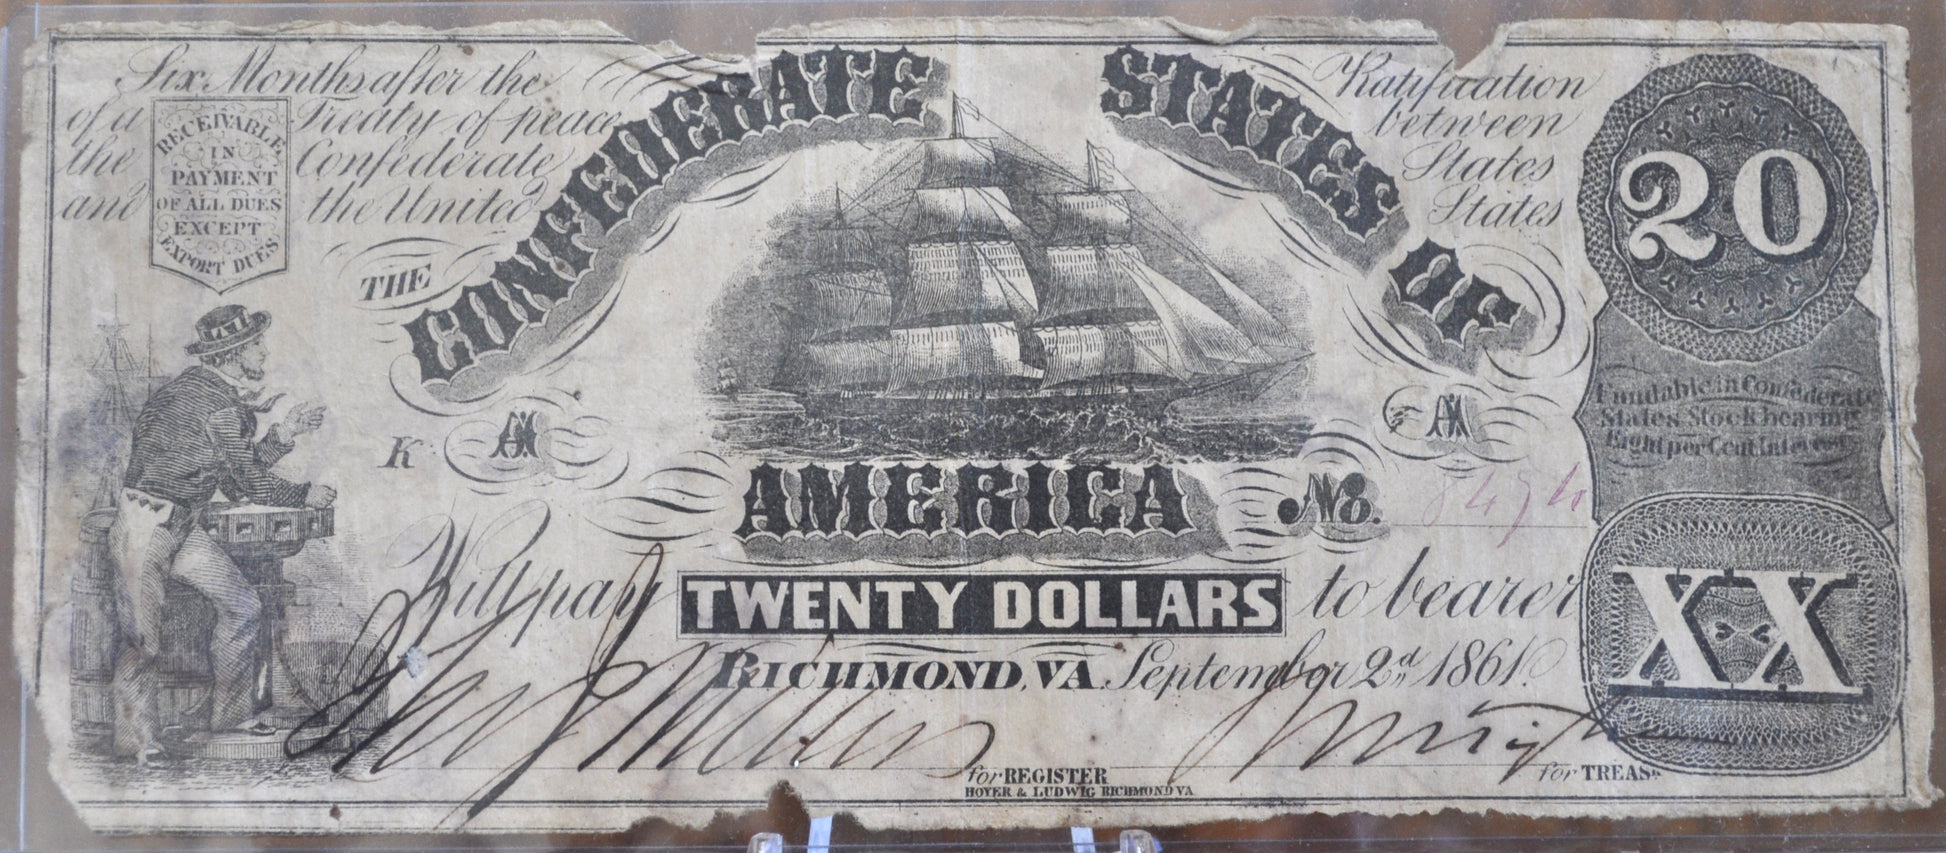 Six Months after the Ratification
of a Treaty of peace between
the Confederate States
and the United States
RECEIVABLE
IN
PAYMENT
OF ALL DUES
EXCEPT
EXPORT DUES
THE CONFEDERATE STATES OF
AMERICA
20
Fundable in Confederate
States Stock bearing
Eight per Cent Interest
K
A
A
No.
Will pay TWENTY DOLLARS to bearer
RICHMOND, VA. September 2d 1861.
XX
for REGISTER
for TREASR
HOYER & LUDWIG RICHMOND VA